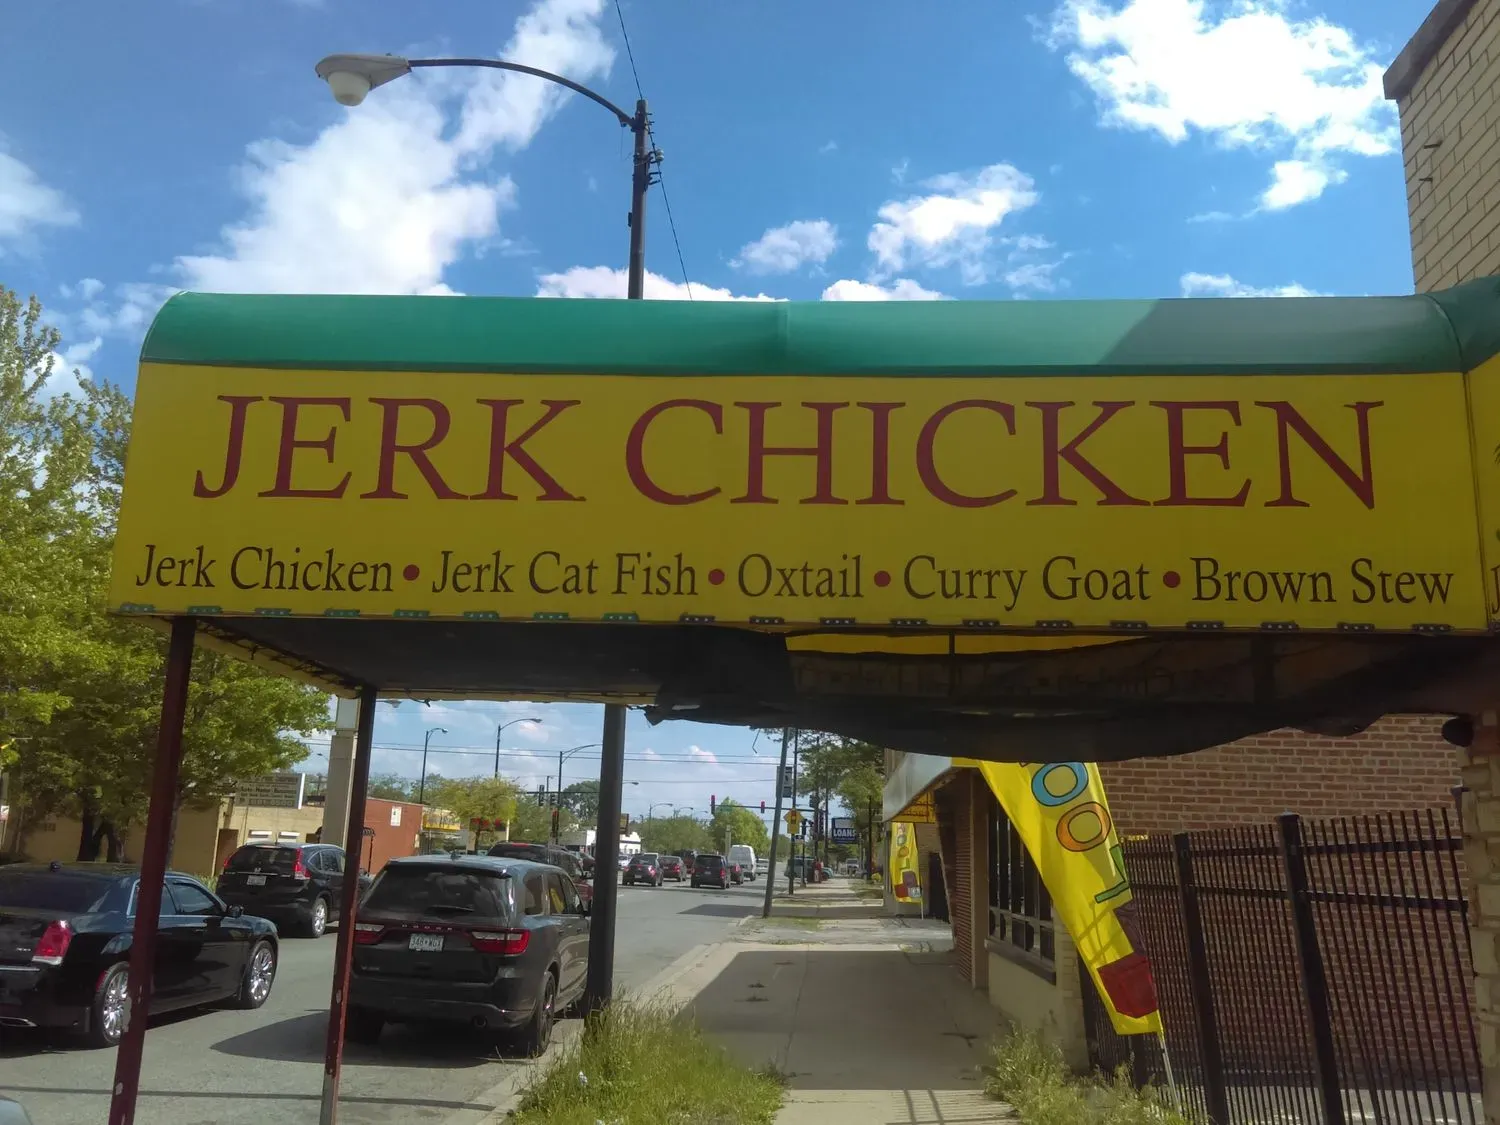 JERK CHICKEN
Jerk Chicken • Jerk Cat Fish • Oxtail • Curry Goat • Brown Stew
LOANS